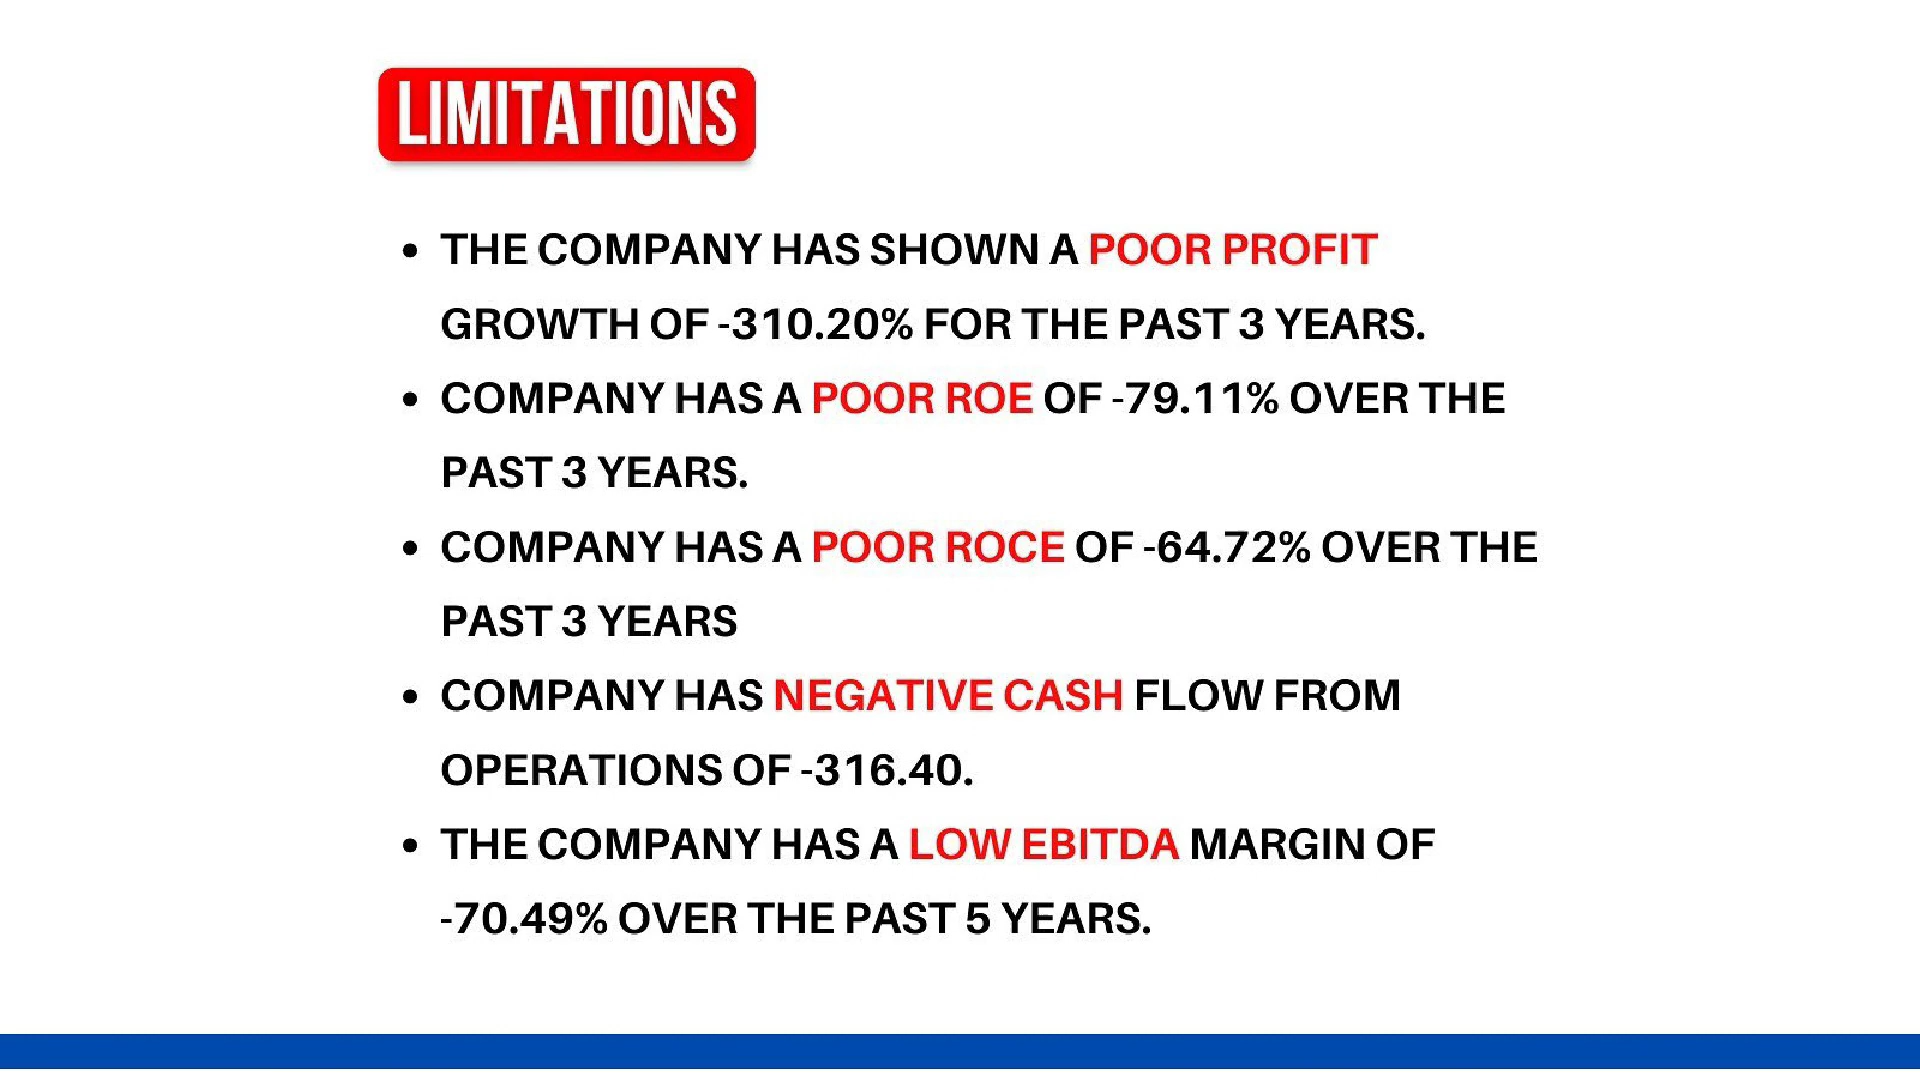 LIMITATIONS
• THE COMPANY HAS SHOWN A POOR PROFIT
GROWTH OF -310.20% FOR THE PAST 3 YEARS.
• COMPANY HAS A POOR ROE OF -79.11% OVER THE
PAST 3 YEARS.
• COMPANY HAS A POOR ROCE OF -64.72% OVER THE
PAST 3 YEARS
• COMPANY HAS NEGATIVE CASH FLOW FROM
OPERATIONS OF -316.40.
• THE COMPANY HAS A LOW EBITDA MARGIN OF
-70.49% OVER THE PAST 5 YEARS.